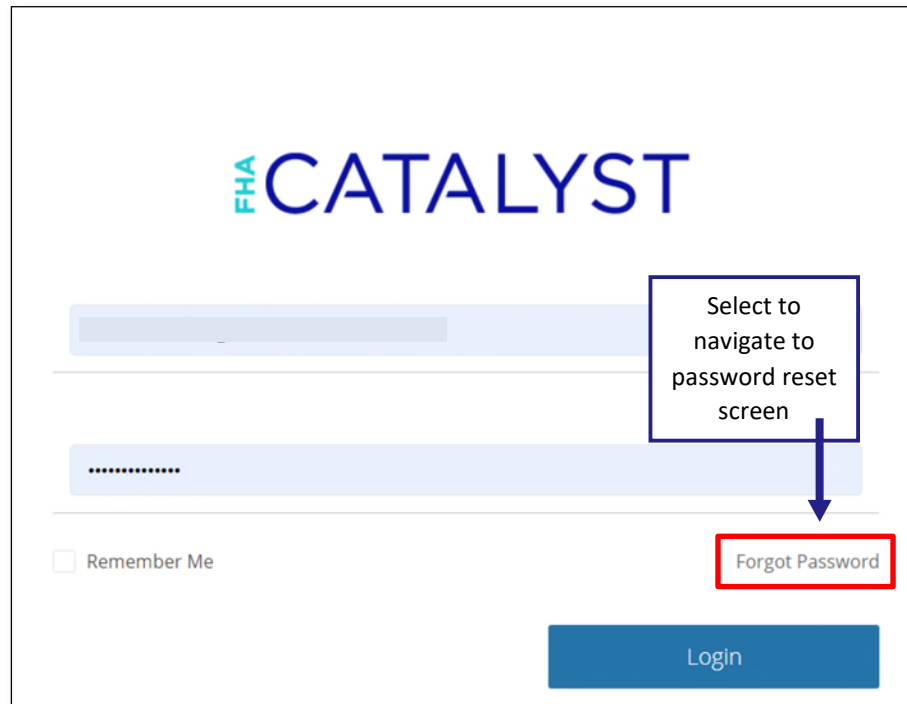 FHA CATALYST
Select to
navigate to
password reset
screen
••••••••••••••
Remember Me
Forgot Password
Login